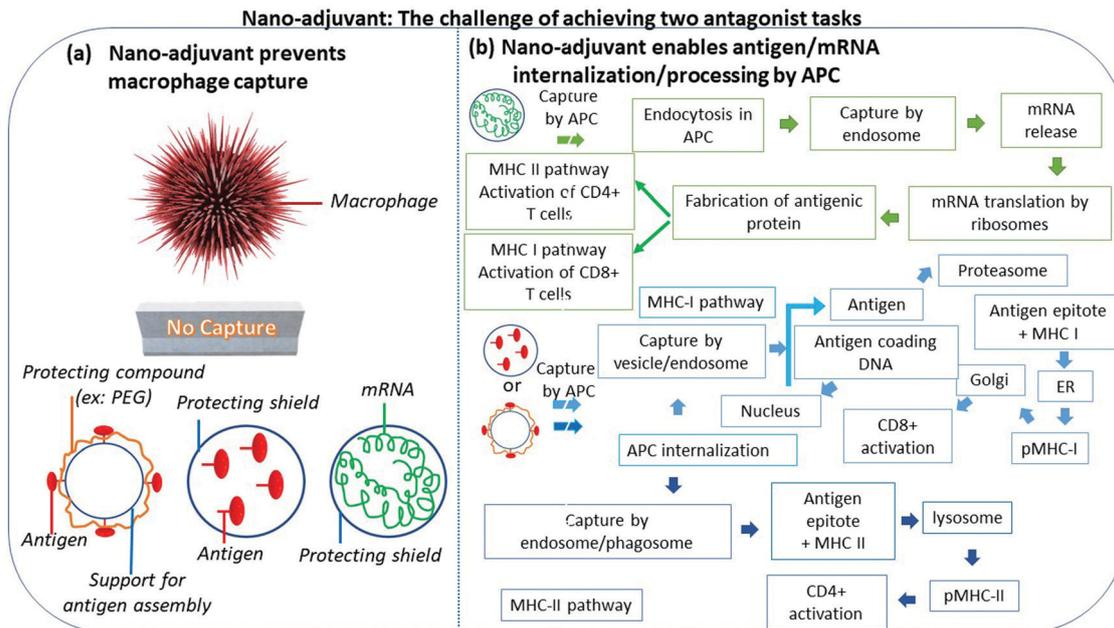 Nano-adjuvant: The challenge of achieving two antagonist tasks
(a) Nano-adjuvant prevents
macrophage capture
Macrophage
No Capture
Protecting compound
(ex: PEG)
Protecting shield
mRNA
Antigen
Antigen
Protecting shield
Support for
antigen assembly
(b) Nano-adjuvant enables antigen/mRNA
internalization/processing by APC
Capture
by APC
Endocytosis in
APC
Capture by
endosome
mRNA
release
MHC II pathway
Activation of CD4+
T cells
Fabrication of antigenic
protein
mRNA translation by
ribosomes
MHC I pathway
Activation of CD8+
T cells
Proteasome
MHC-I pathway
Antigen
Antigen epitote
+ MHC I
Capture by
vesicle/endosome
Antigen coading
DNA
or
Capture
by APC
Golgi
ER
Nucleus
CD8+
activation
pMHC-I
APC internalization
Capture by
endosome/phagosome
Antigen
epitote
+ MHC II
lysosome
MHC-II pathway
CD4+
activation
pMHC-II